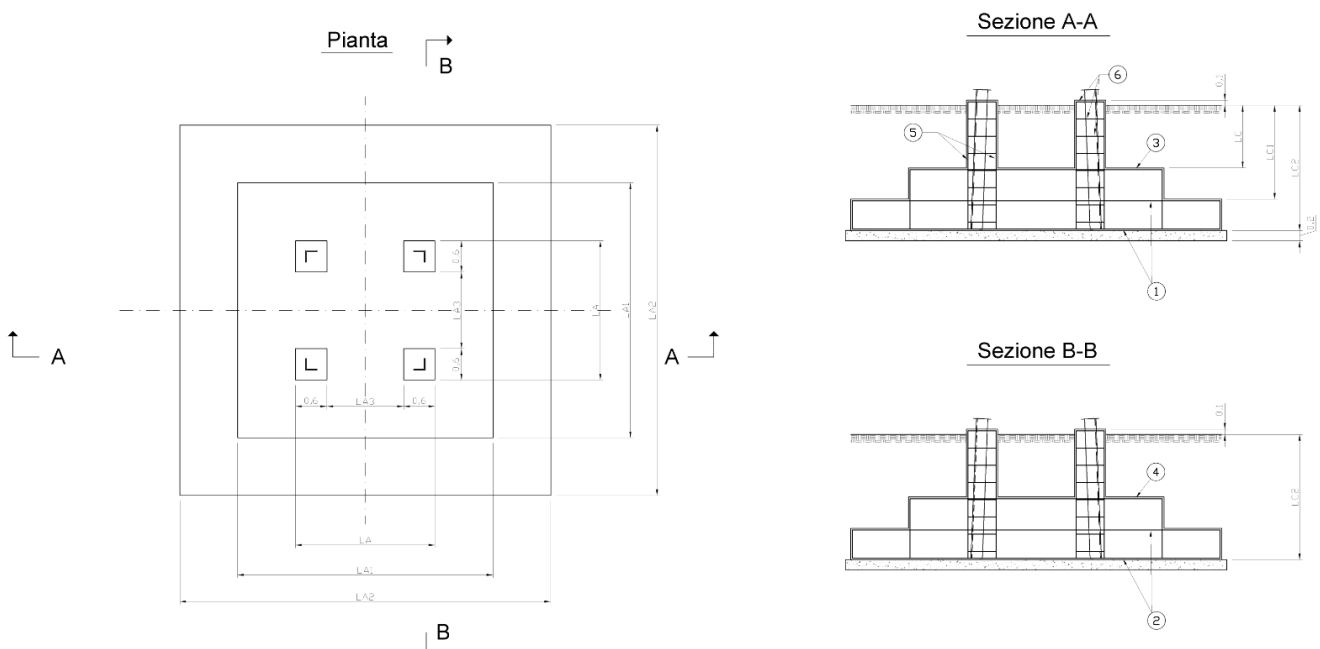 Pianta
B
A
A
B
0,6
LA3
0,6
LA
LA1
LA2
0,6
LA3
0,6
LA
LA1
LA2
Sezione A-A
6
5
3
1
0,1
LC
LC1
LC2
0,2
Sezione B-B
4
2
0,1
LC2